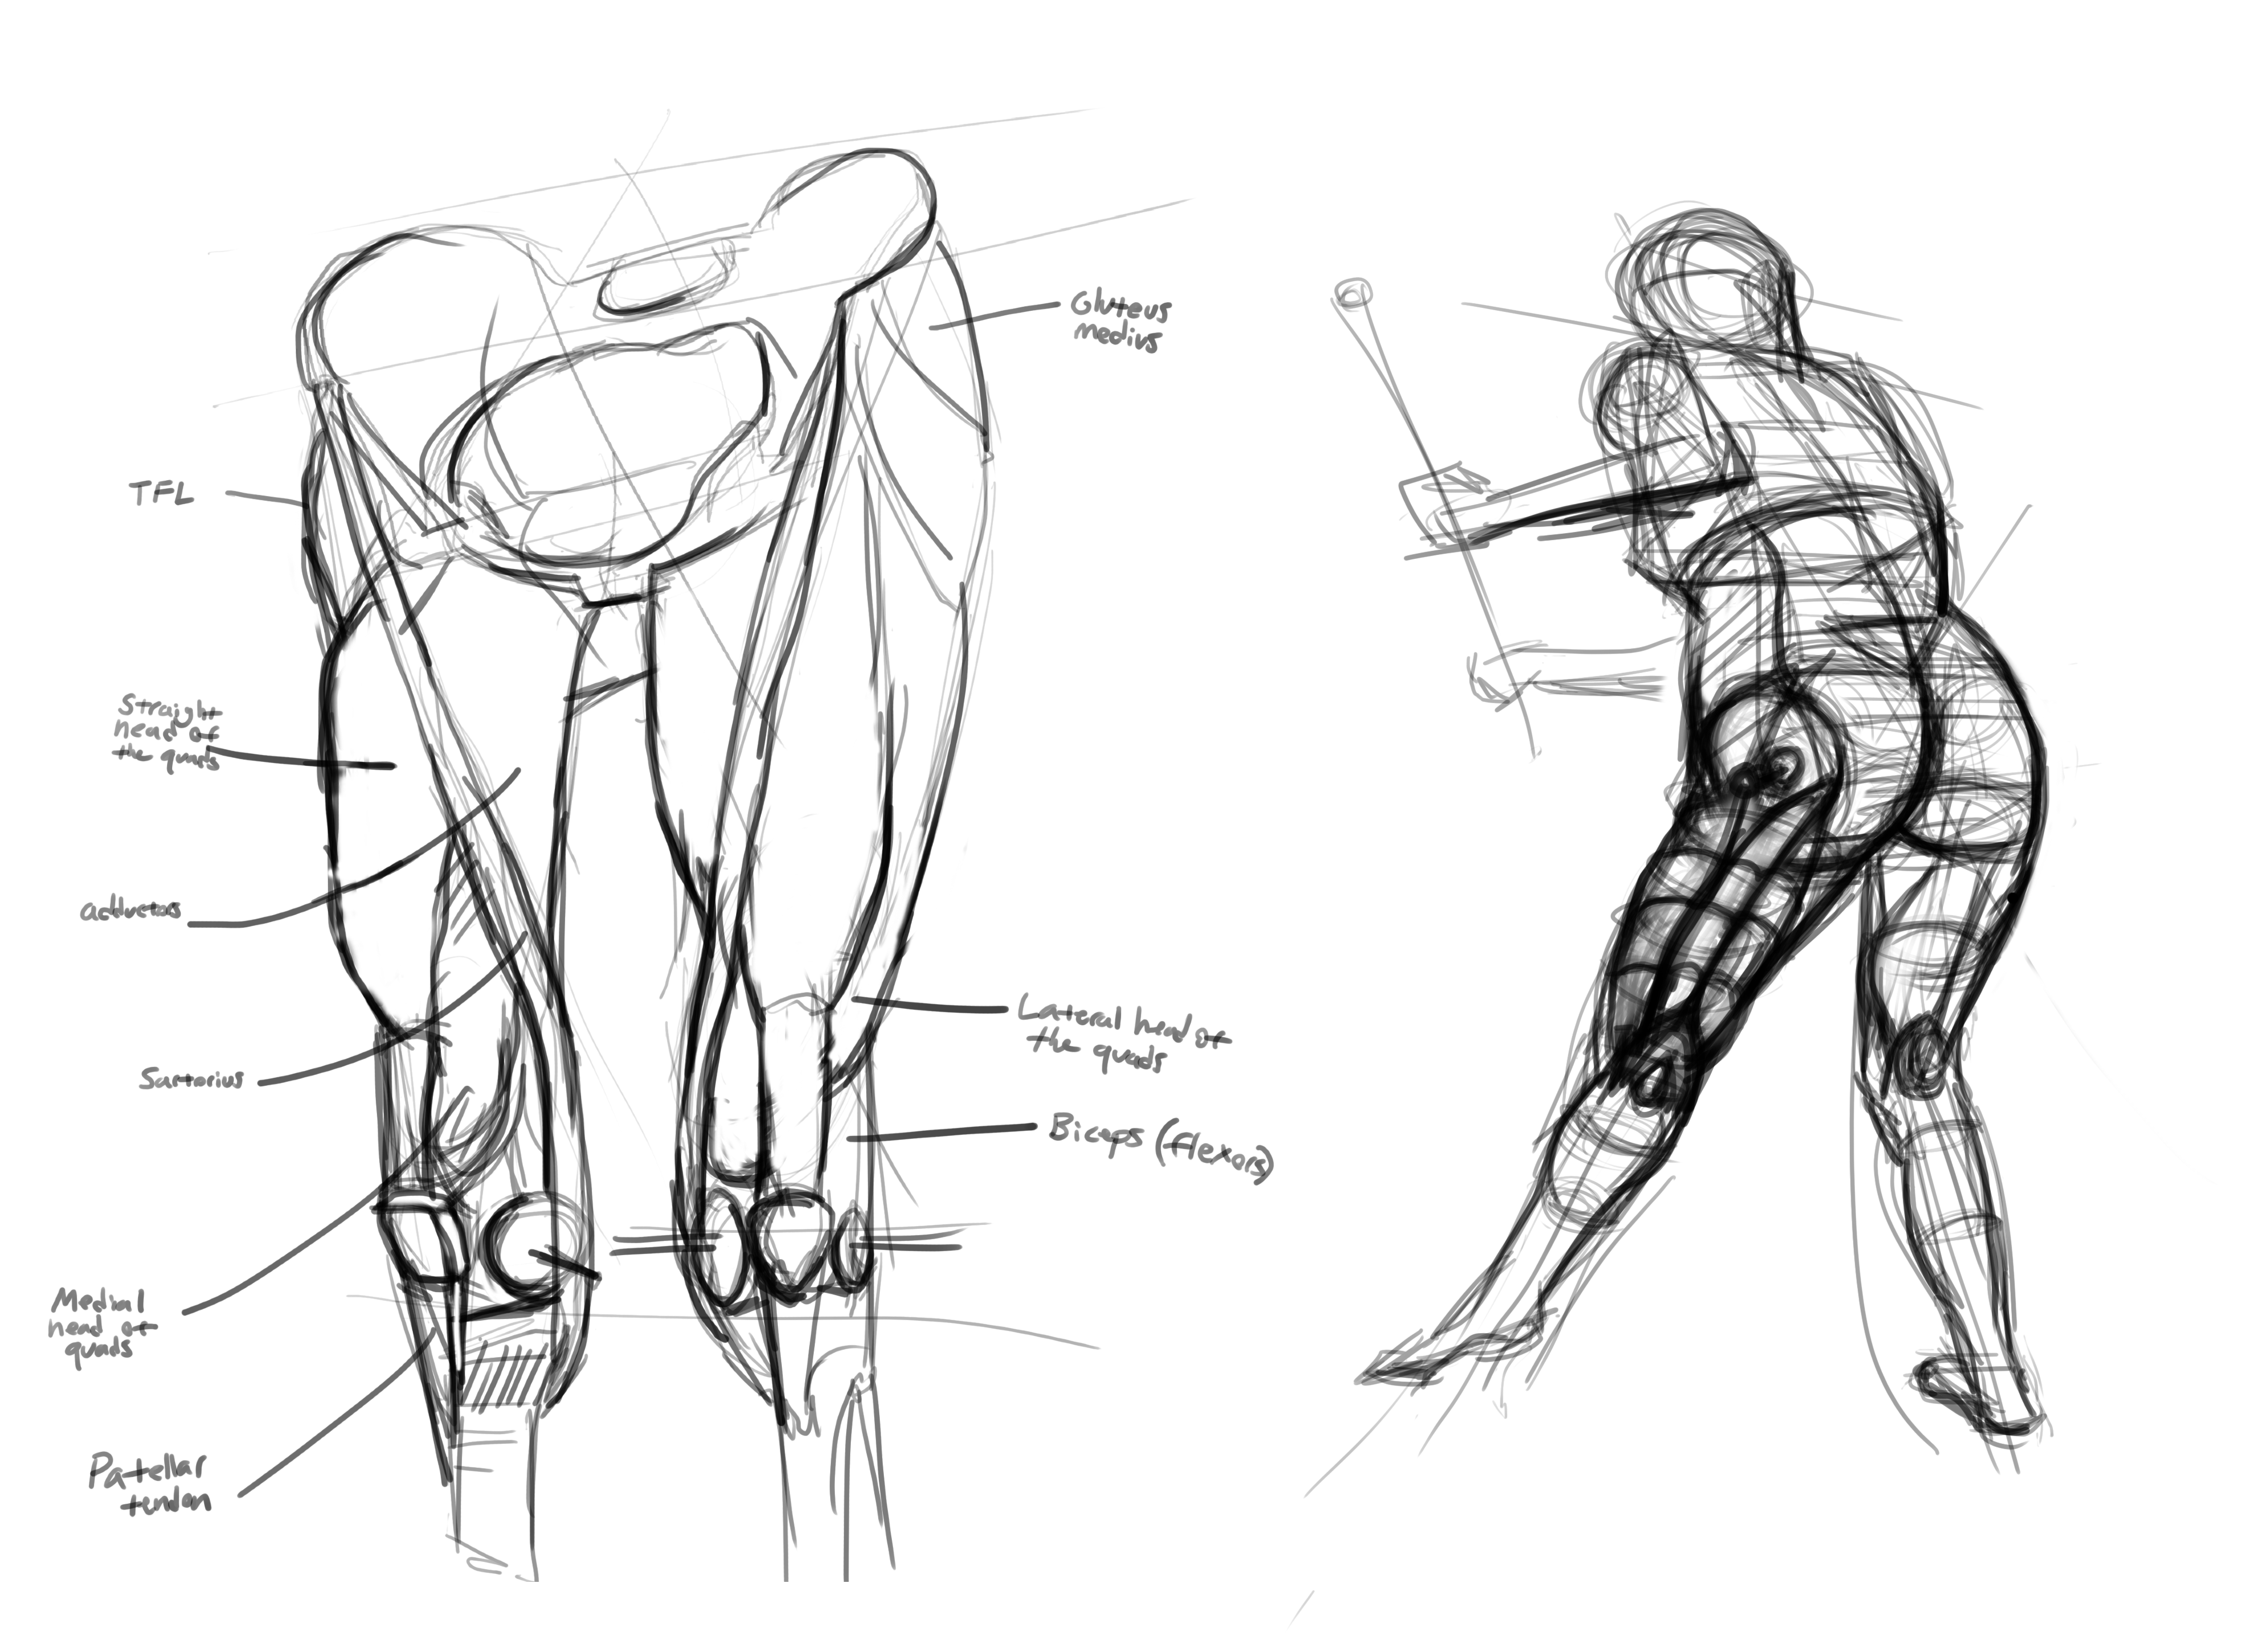 Gluteus
medius
TFL
Straight
head of
the quads
adductors
Sartorius
Lateral head of
the quads
Biceps (flexors)
Medial
head of
quads
Patellar
tendon